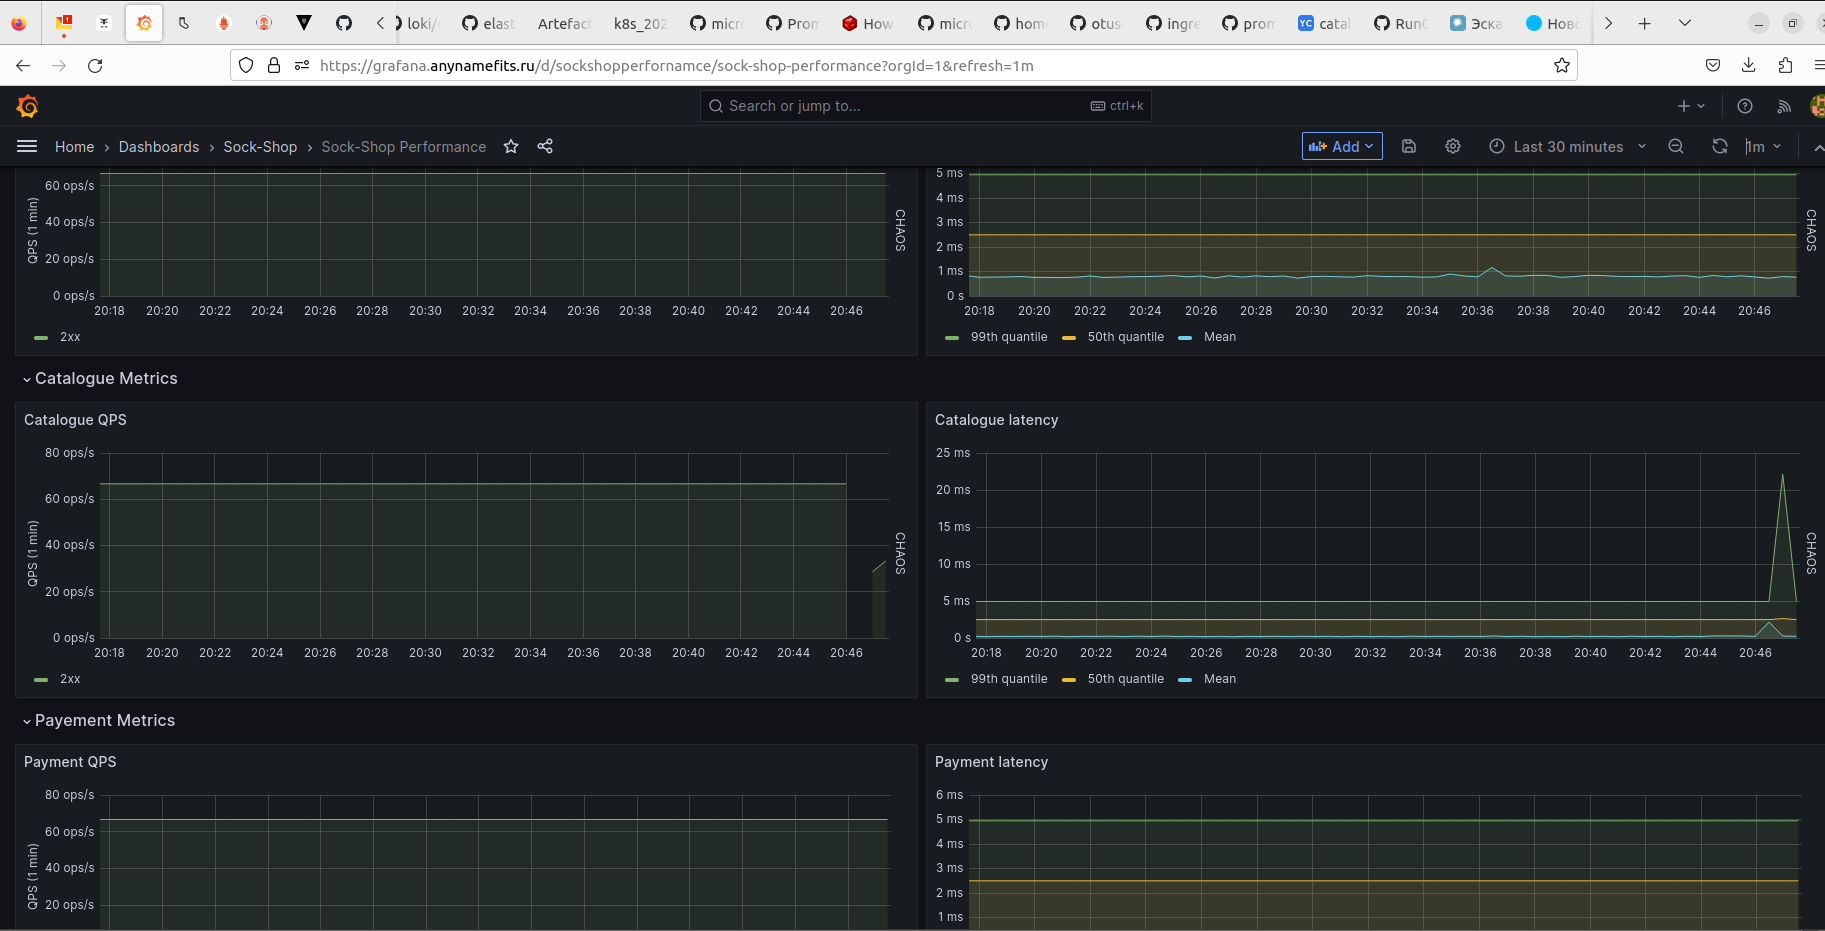 1
loki/
elast
Artefact
k8s_202
micr
Prom
How
micr
home
otus-
ingre
prom
YC
catal
RunC
Эска
Новс
https://grafana.anynamefits.ru/d/sockshopperfornamce/sock-shop-performance?orgId=1&refresh=1m
Search or jump to...
ctrl+k
Home
Dashboards
Sock-Shop
Sock-Shop Performance
Add
Last 30 minutes
1m
60 ops/s
40 ops/s
20 ops/s
0 ops/s
QPS (1 min)
CHAOS
20:18 20:20 20:22 20:24 20:26 20:28 20:30 20:32 20:34 20:36 20:38 20:40 20:42 20:44 20:46
2xx
5 ms
4 ms
3 ms
2 ms
1 ms
0 s
CHAOS
20:18 20:20 20:22 20:24 20:26 20:28 20:30 20:32 20:34 20:36 20:38 20:40 20:42 20:44 20:46
99th quantile 50th quantile Mean
Catalogue Metrics
Catalogue QPS
80 ops/s
60 ops/s
40 ops/s
20 ops/s
0 ops/s
QPS (1 min)
CHAOS
20:18 20:20 20:22 20:24 20:26 20:28 20:30 20:32 20:34 20:36 20:38 20:40 20:42 20:44 20:46
2xx
Catalogue latency
25 ms
20 ms
15 ms
10 ms
5 ms
0 s
CHAOS
20:18 20:20 20:22 20:24 20:26 20:28 20:30 20:32 20:34 20:36 20:38 20:40 20:42 20:44 20:46
99th quantile 50th quantile Mean
Payement Metrics
Payment QPS
80 ops/s
60 ops/s
40 ops/s
20 ops/s
QPS (1 min)
Payment latency
6 ms
5 ms
4 ms
3 ms
2 ms
1 ms